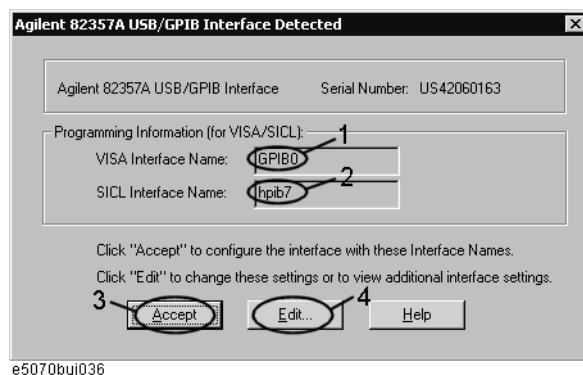 Agilent 82357A USB/GPIB Interface Detected
Agilent 82357A USB/GPIB Interface Serial Number: US42060163
Programming Information (for VISA/SICL):
1
VISA Interface Name: GPIB0
2
SICL Interface Name: hpib7
Click "Accept" to configure the interface with these Interface Names.
Click "Edit" to change these settings or to view additional interface settings.
3 Accept Edit... 4 Help
e5070buj036